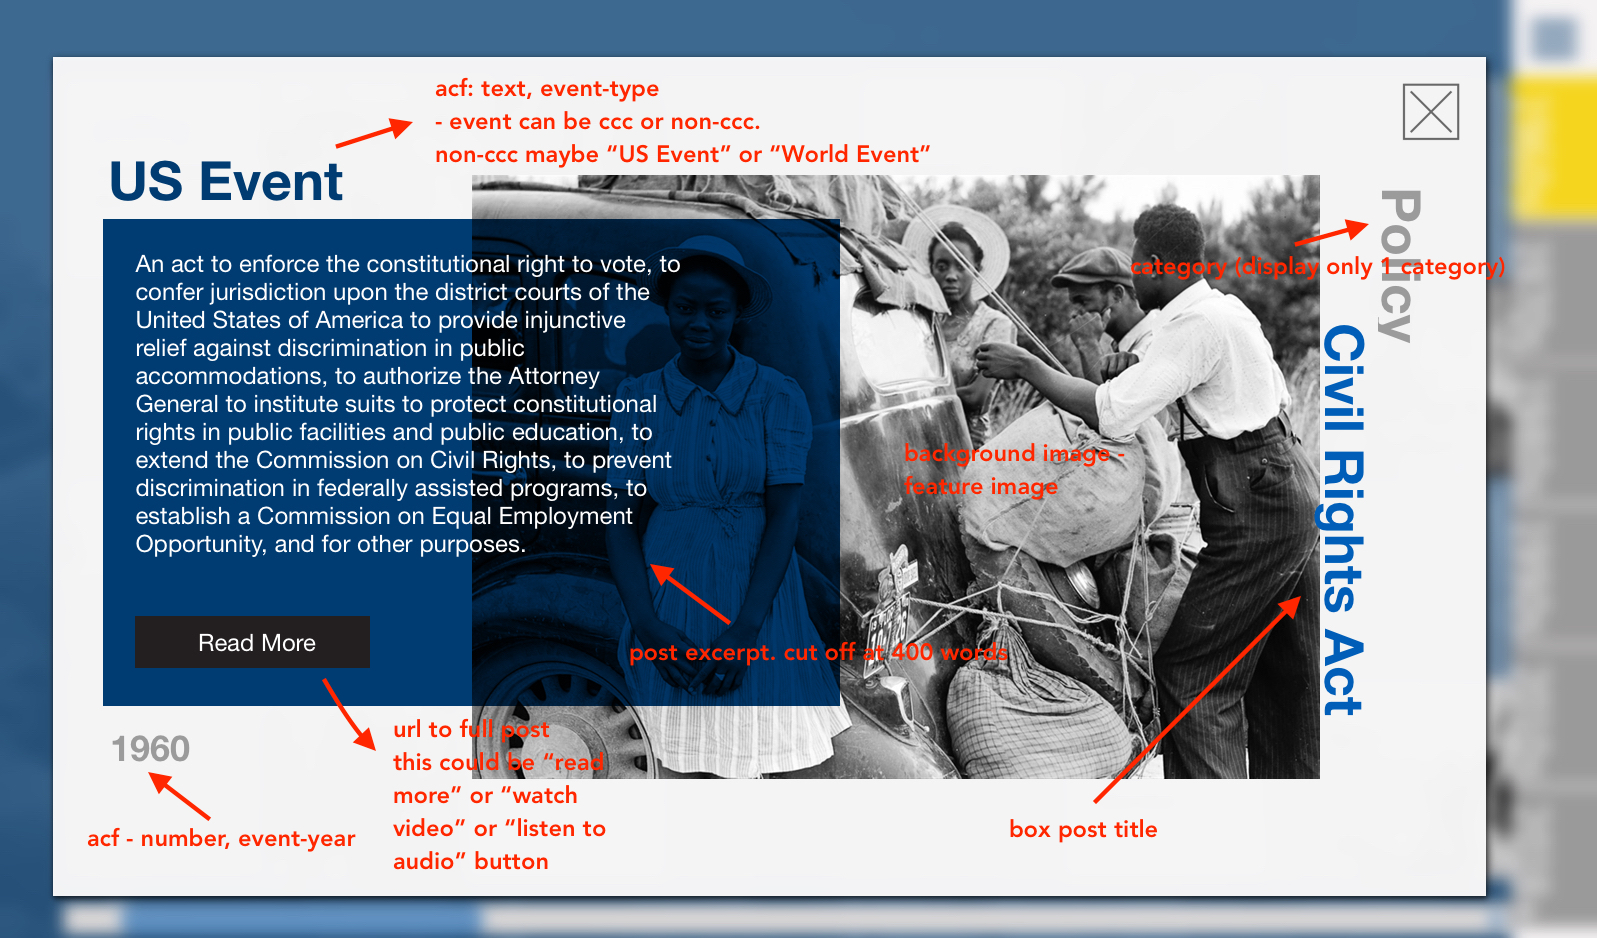 acf: text, event-type
- event can be ccc or non-ccc.
non-ccc maybe “US Event” or “World Event”
US Event
An act to enforce the constitutional right to vote, to
confer jurisdiction upon the district courts of the
United States of America to provide injunctive
relief against discrimination in public
accommodations, to authorize the Attorney
General to institute suits to protect constitutional
rights in public facilities and public education, to
extend the Commission on Civil Rights, to prevent
discrimination in federally assisted programs, to
establish a Commission on Equal Employment
Opportunity, and for other purposes.
Read More
post excerpt. cut off at 400 words
url to full post
this could be “read
more” or “watch
video” or “listen to
audio” button
1960
acf - number, event-year
background image -
feature image
Policy
category (display only 1 category)
Civil Rights Act
box post title